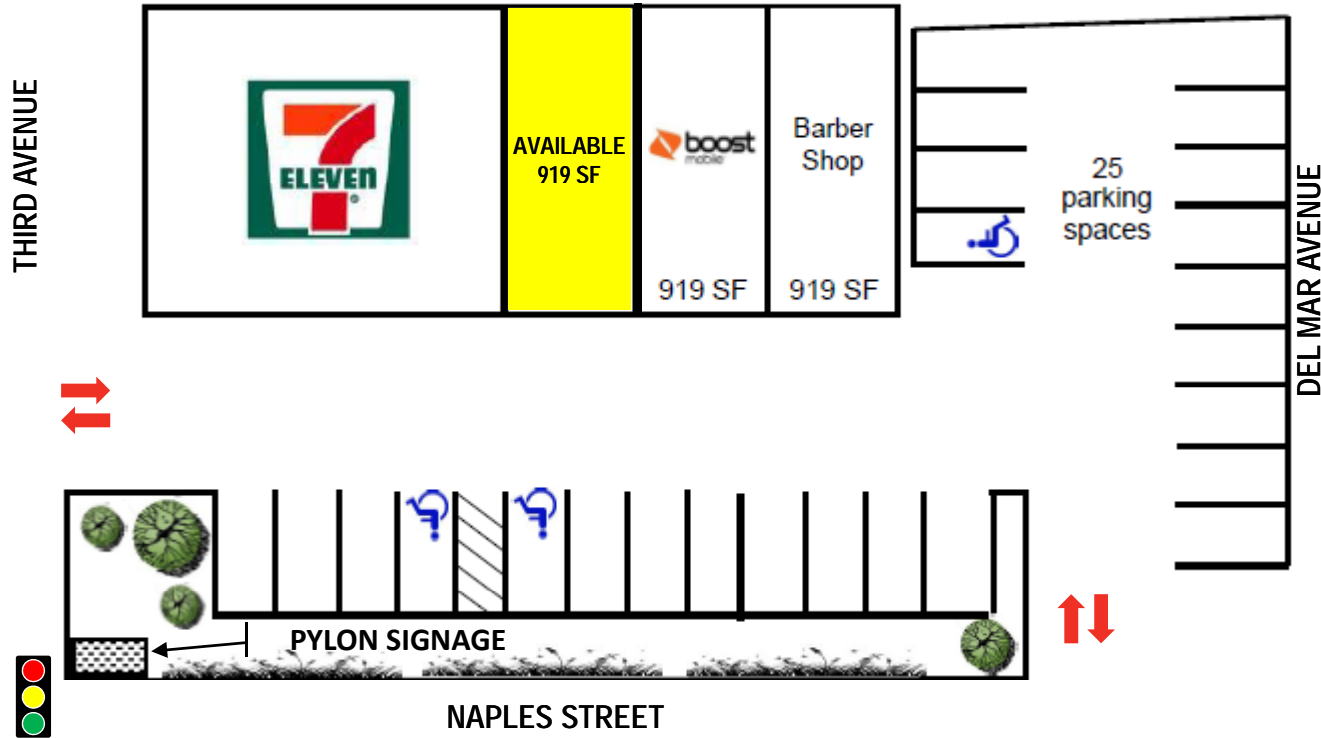 THIRD AVENUE
7
ELEVEN
®
AVAILABLE
919 SF
boost
mobile
919 SF
Barber
Shop
919 SF
25
parking
spaces
DEL MAR AVENUE
PYLON SIGNAGE
NAPLES STREET